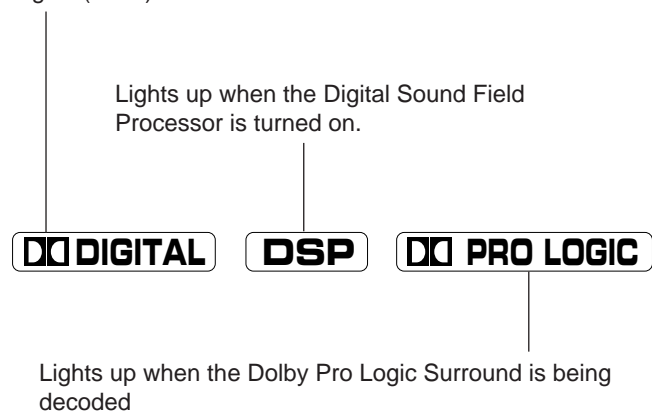 Lights up when the Digital Sound Field
Processor is turned on.
DIGITAL
DSP
PRO LOGIC
Lights up when the Dolby Pro Logic Surround is being
decoded